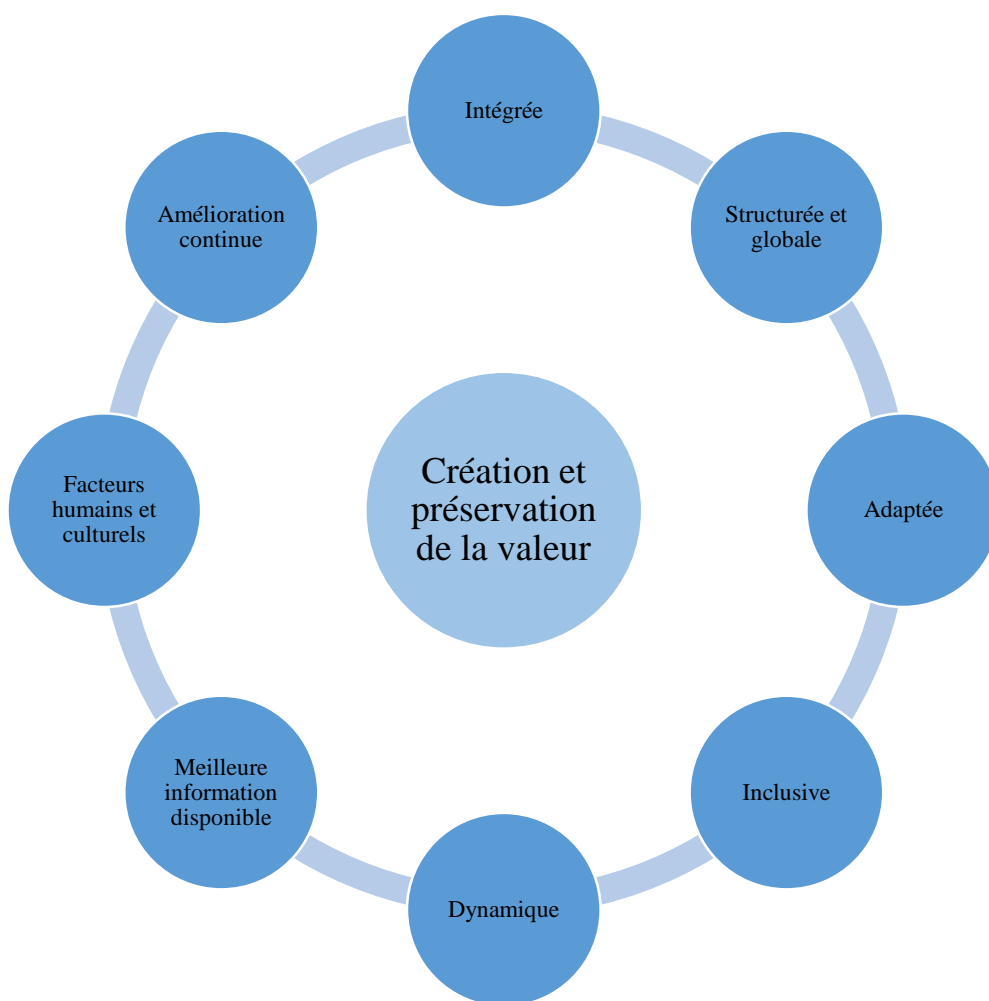 Intégrée
Structurée et
globale
Adaptée
Inclusive
Dynamique
Meilleure
information
disponible
Facteurs
humains et
culturels
Amélioration
continue
Création et
préservation
de la valeur